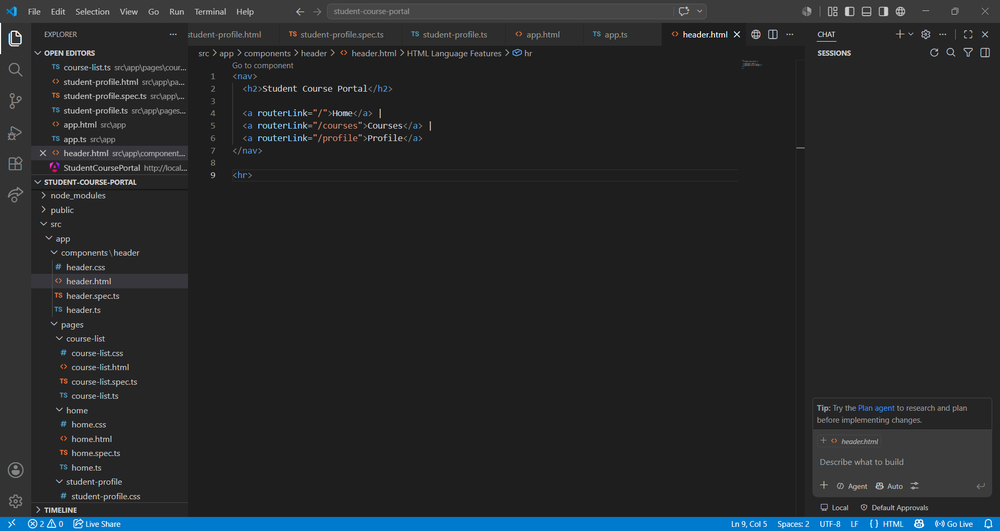 File Edit Selection View Go Run Terminal Help
student-course-portal
EXPLORER
OPEN EDITORS
TS course-list.ts src\app\pages\cour...
<> student-profile.html src\app\pa...
TS student-profile.spec.ts src\app\...
TS student-profile.ts src\app\pages...
<> app.html src\app
TS app.ts src\app
<> header.html src\app\component...
StudentCoursePortal http://local...
STUDENT-COURSE-PORTAL
node_modules
public
src
app
components\header
# header.css
<> header.html
TS header.spec.ts
TS header.ts
pages
course-list
# course-list.css
<> course-list.html
TS course-list.spec.ts
TS course-list.ts
home
# home.css
<> home.html
TS home.spec.ts
TS home.ts
student-profile
# student-profile.css
TIMELINE
student-profile.html TS student-profile.spec.ts TS student-profile.ts <> app.html TS app.ts <> header.html
src > app > components > header > <> header.html > HTML Language Features > hr
Go to component
1 <nav>
2 <h2>Student Course Portal</h2>
3
4 <a routerLink="/">Home</a> |
5 <a routerLink="/courses">Courses</a> |
6 <a routerLink="/profile">Profile</a>
7 </nav>
8
9 <hr>
CHAT
SESSIONS
Tip: Try the Plan agent to research and plan
before implementing changes.
+ <> header.html
Describe what to build
+ Agent Auto
Local Default Approvals
2 0 Live Share
Ln 9, Col 5 Spaces: 2 UTF-8 LF {} HTML Go Live